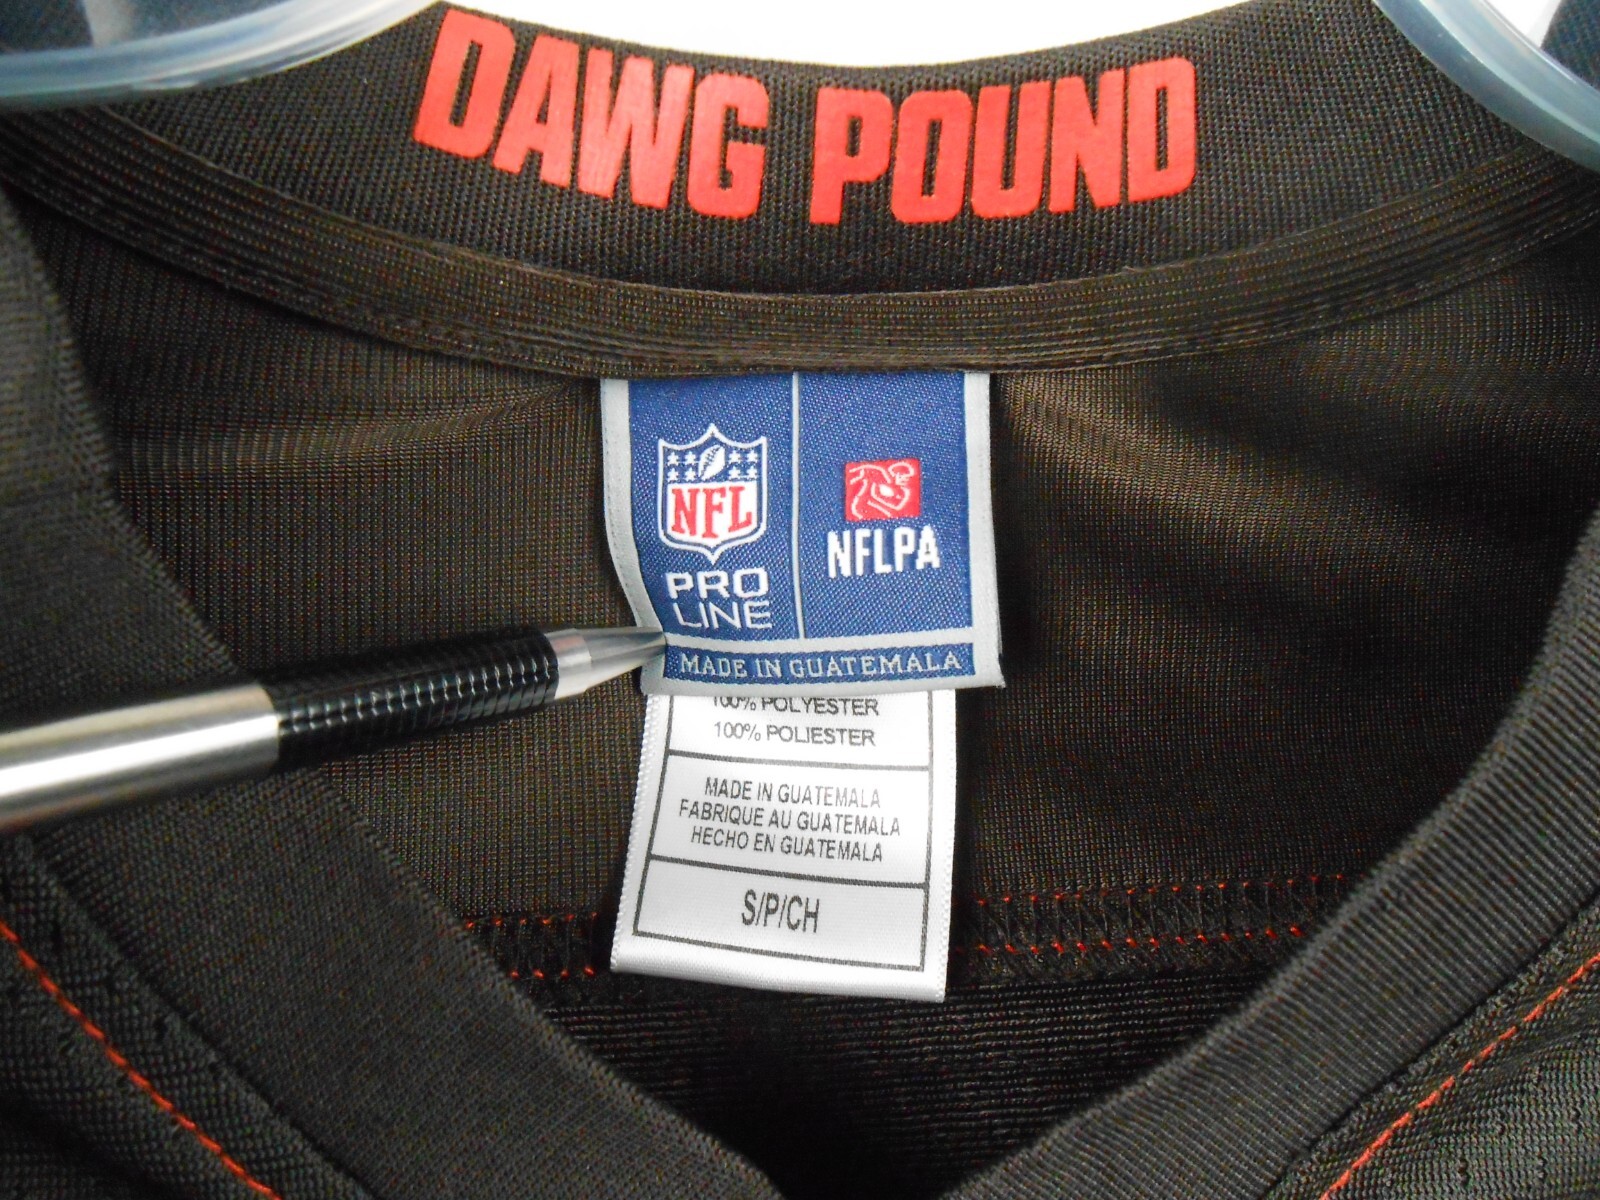 DAWG POUND
NFL
PRO
LINE
NFLPA
MADE IN GUATEMALA
100% POLYESTER
100% POLIESTER
MADE IN GUATEMALA
FABRIQUE AU GUATEMALA
HECHO EN GUATEMALA
S/P/CH